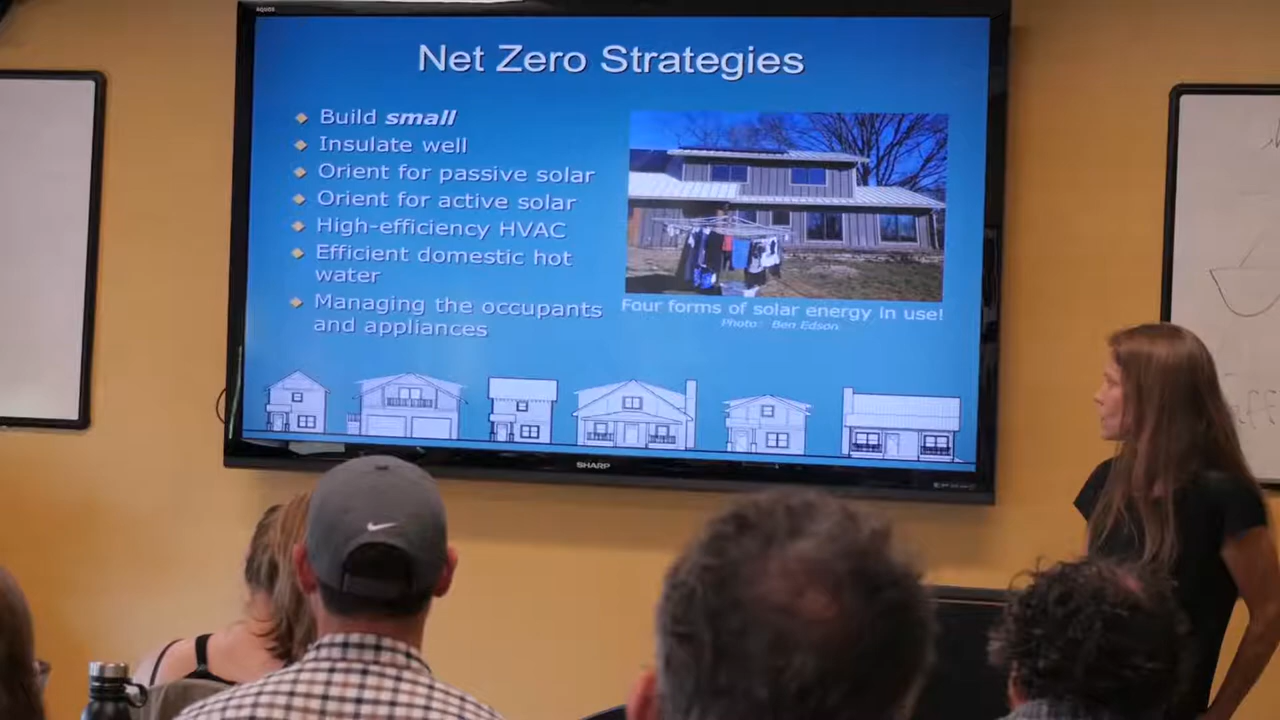 AQUOS
Net Zero Strategies
Build small
Insulate well
Orient for passive solar
Orient for active solar
High-efficiency HVAC
Efficient domestic hot
water
Managing the occupants
and appliances
Four forms of solar energy in use!
Photo: Ben Edson
SHARP